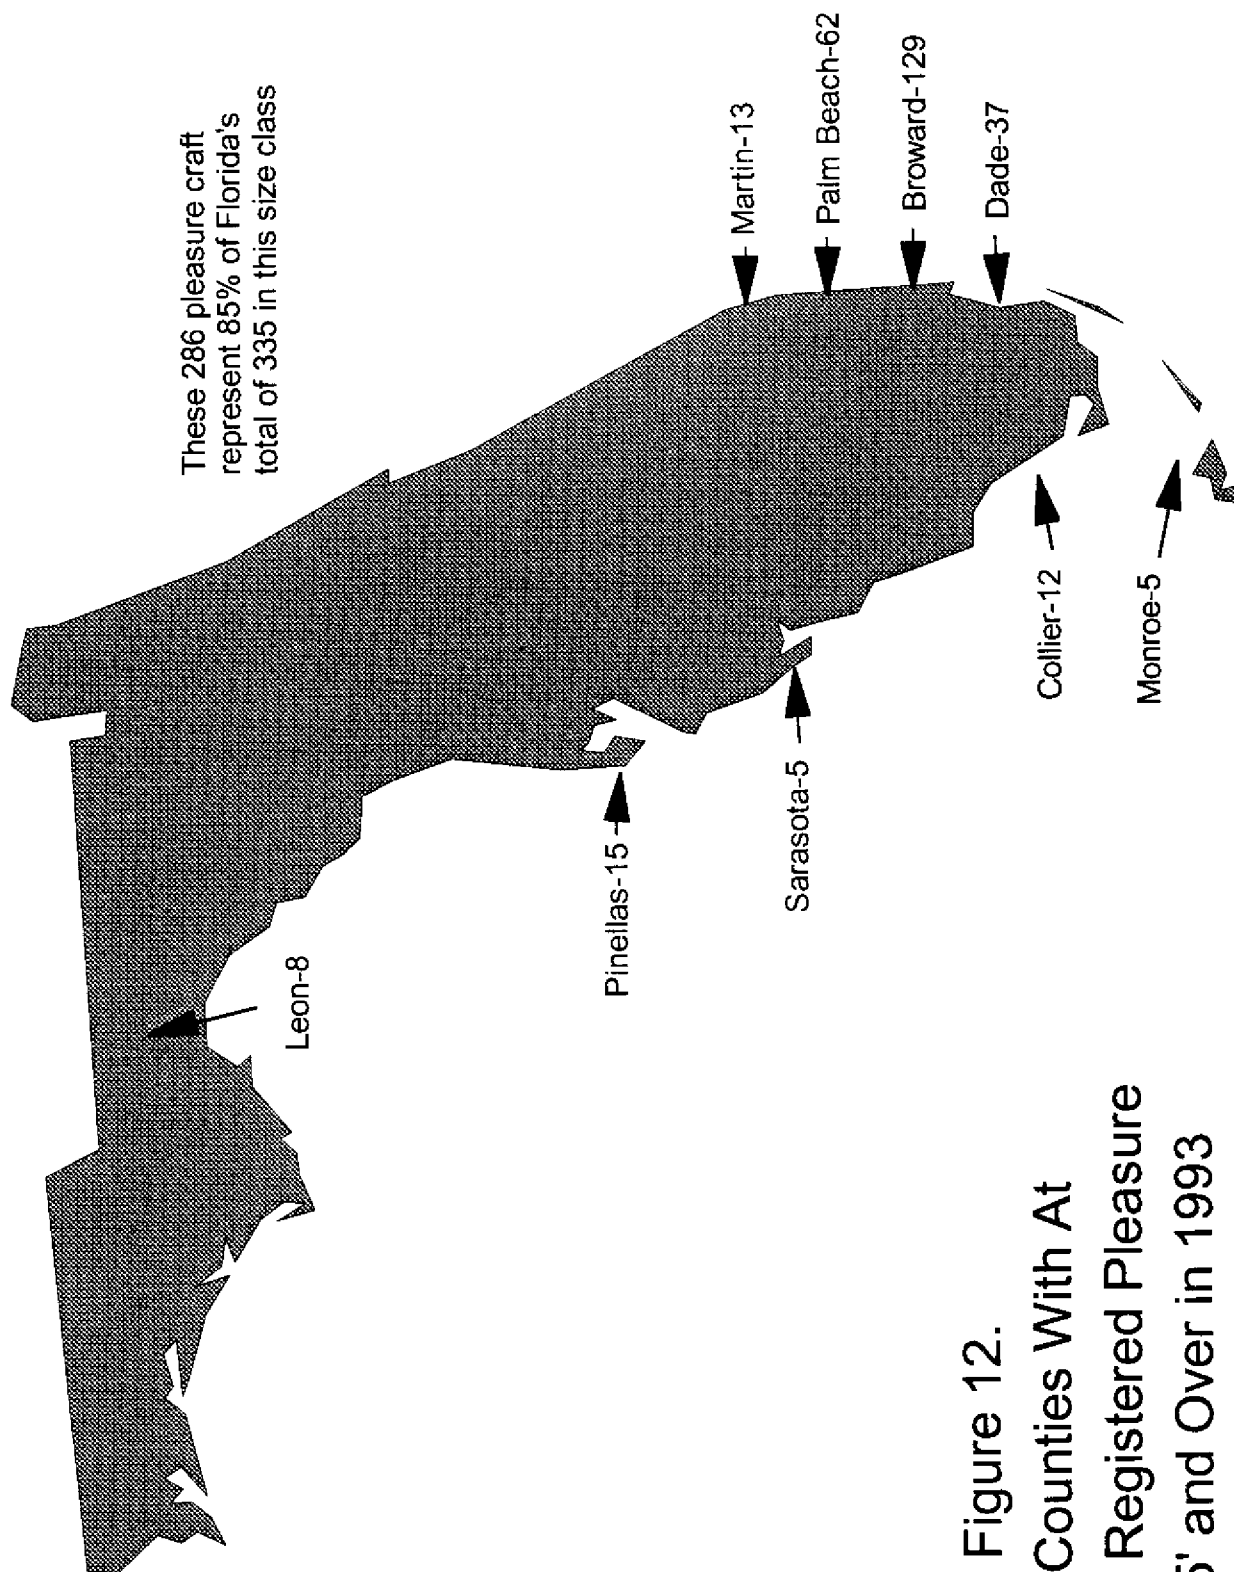 These 286 pleasure craft
represent 85% of Florida's
total of 335 in this size class
Martin-13
Palm Beach-62
Broward-129
Dade-37
Leon-8
Pinellas-15
Sarasota-5
Collier-12
Monroe-5
Figure 12.
Counties With At
Registered Pleasure
' and Over in 1993